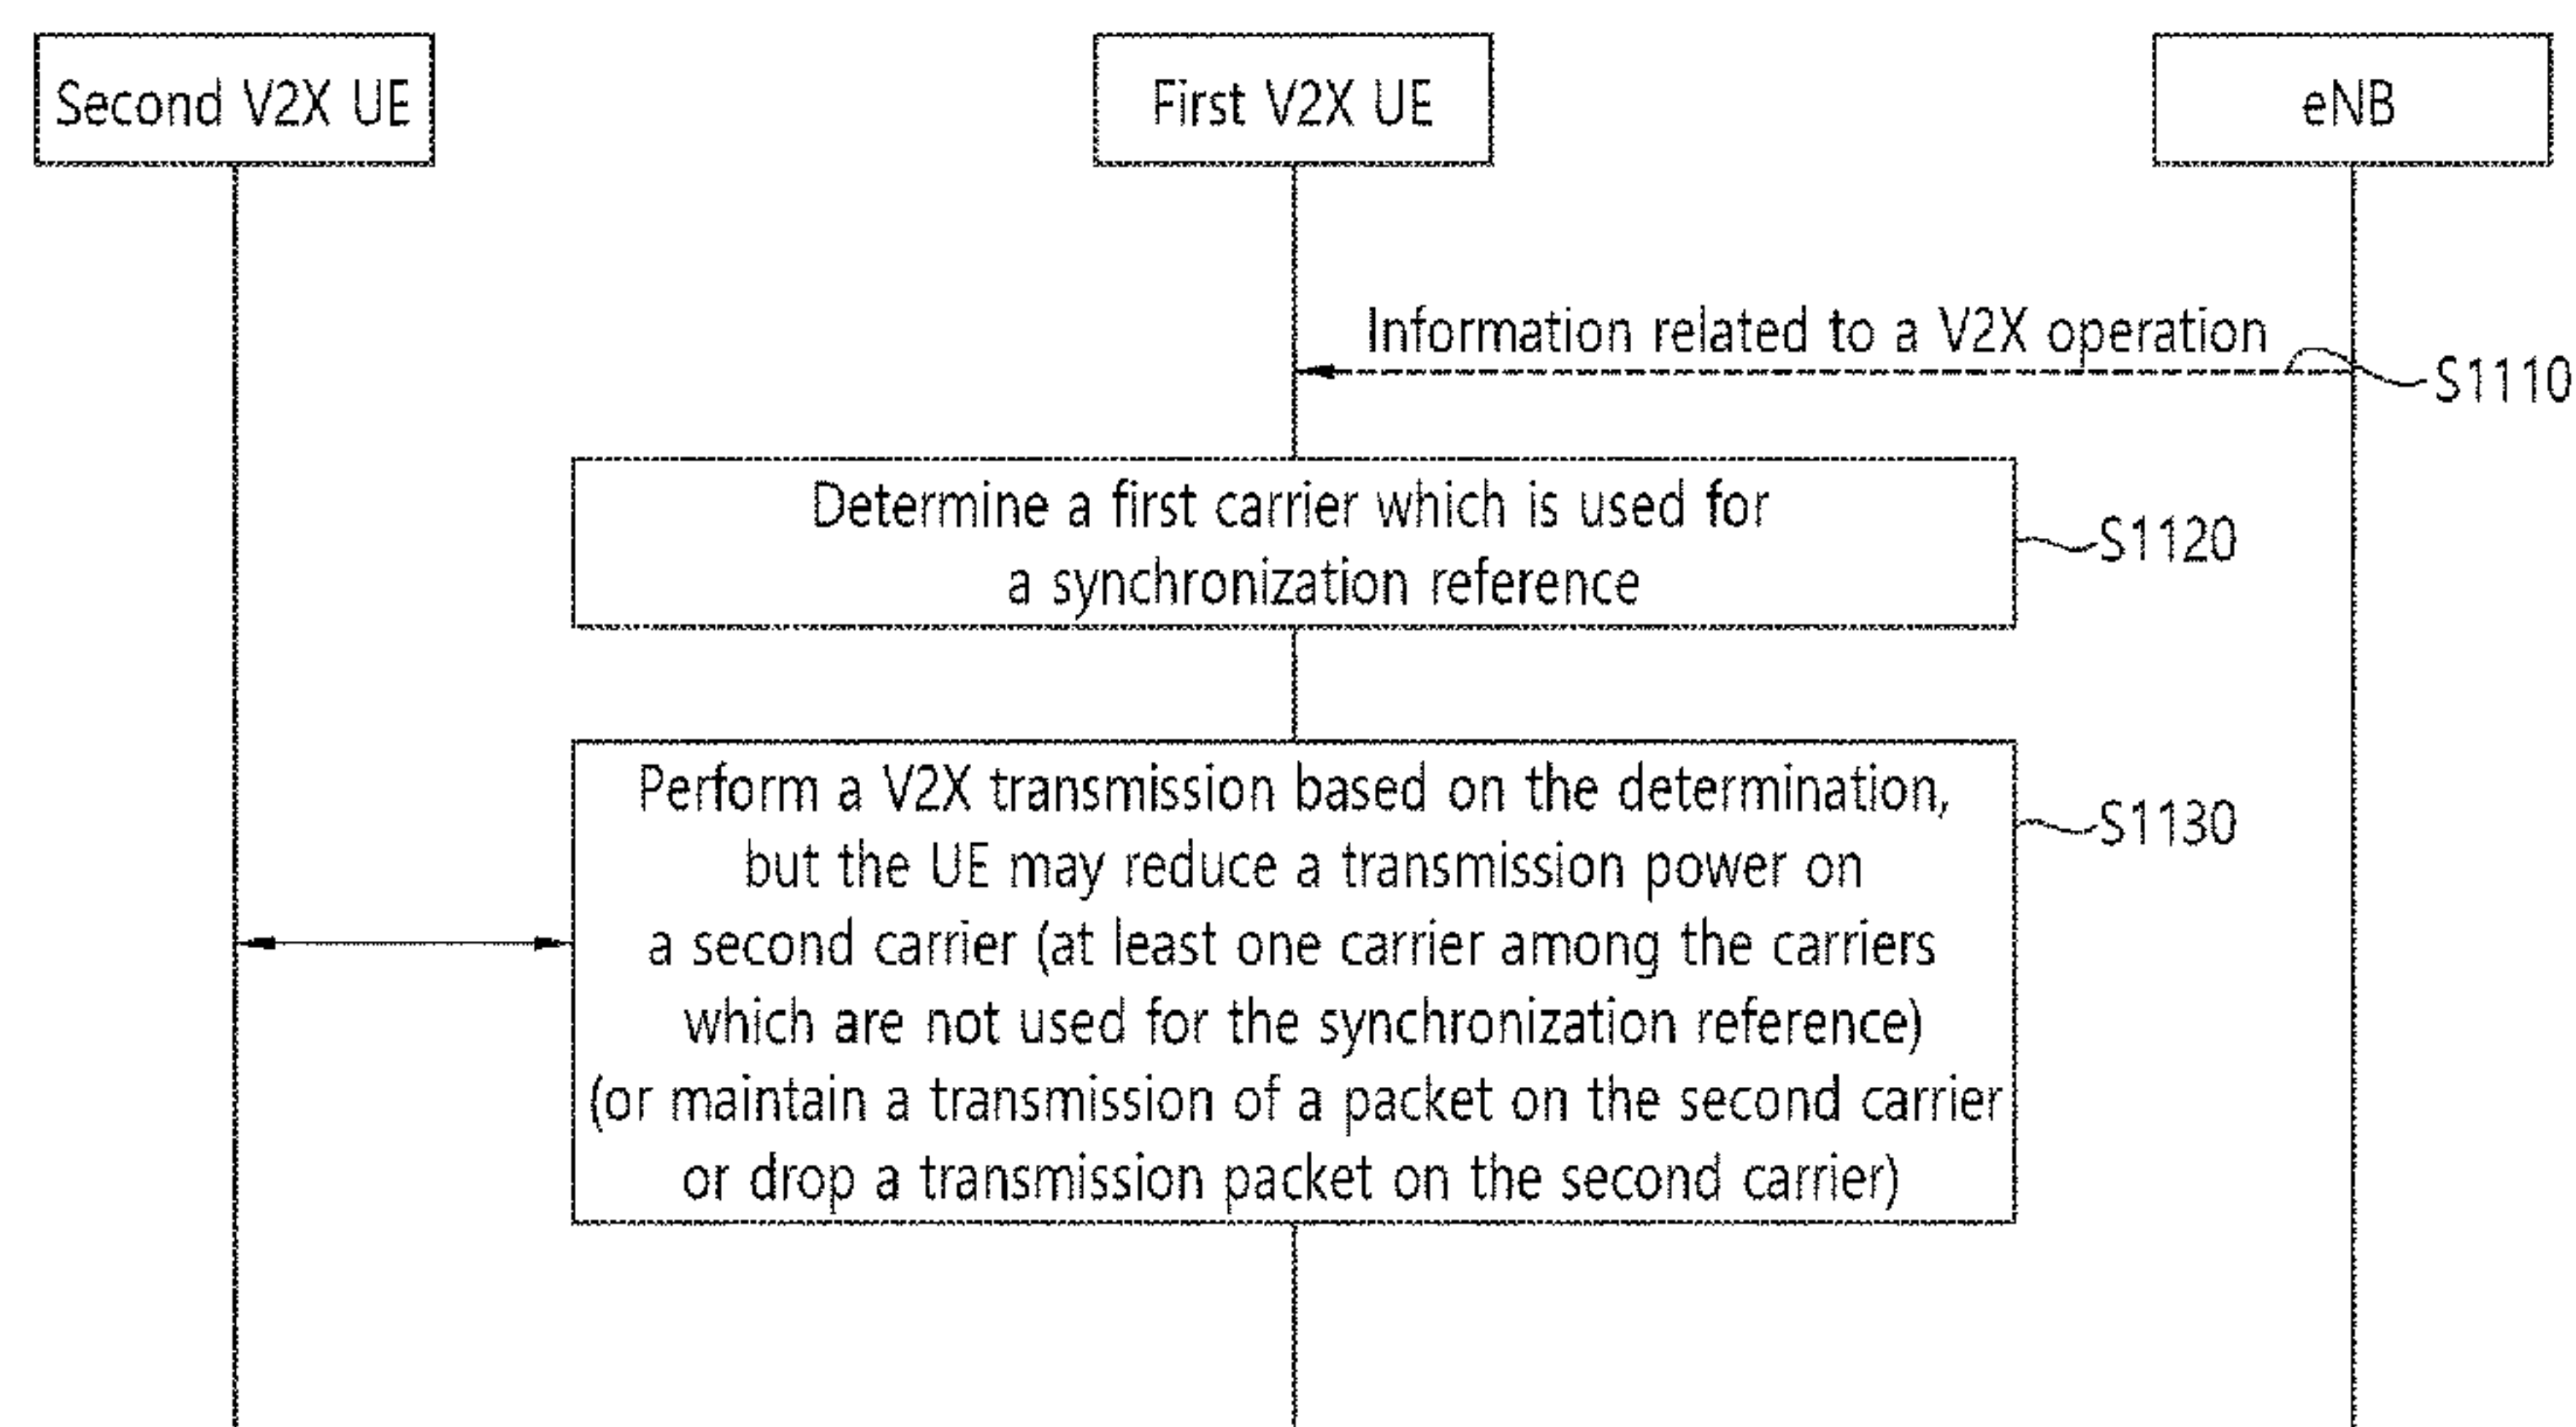 Second V2X UE
First V2X UE
eNB
Information related to a V2X operation
S1110
Determine a first carrier which is used for
a synchronization reference
S1120
Perform a V2X transmission based on the determination,
but the UE may reduce a transmission power on
a second carrier (at least one carrier among the carriers
which are not used for the synchronization reference)
(or maintain a transmission of a packet on the second carrier
or drop a transmission packet on the second carrier)
S1130